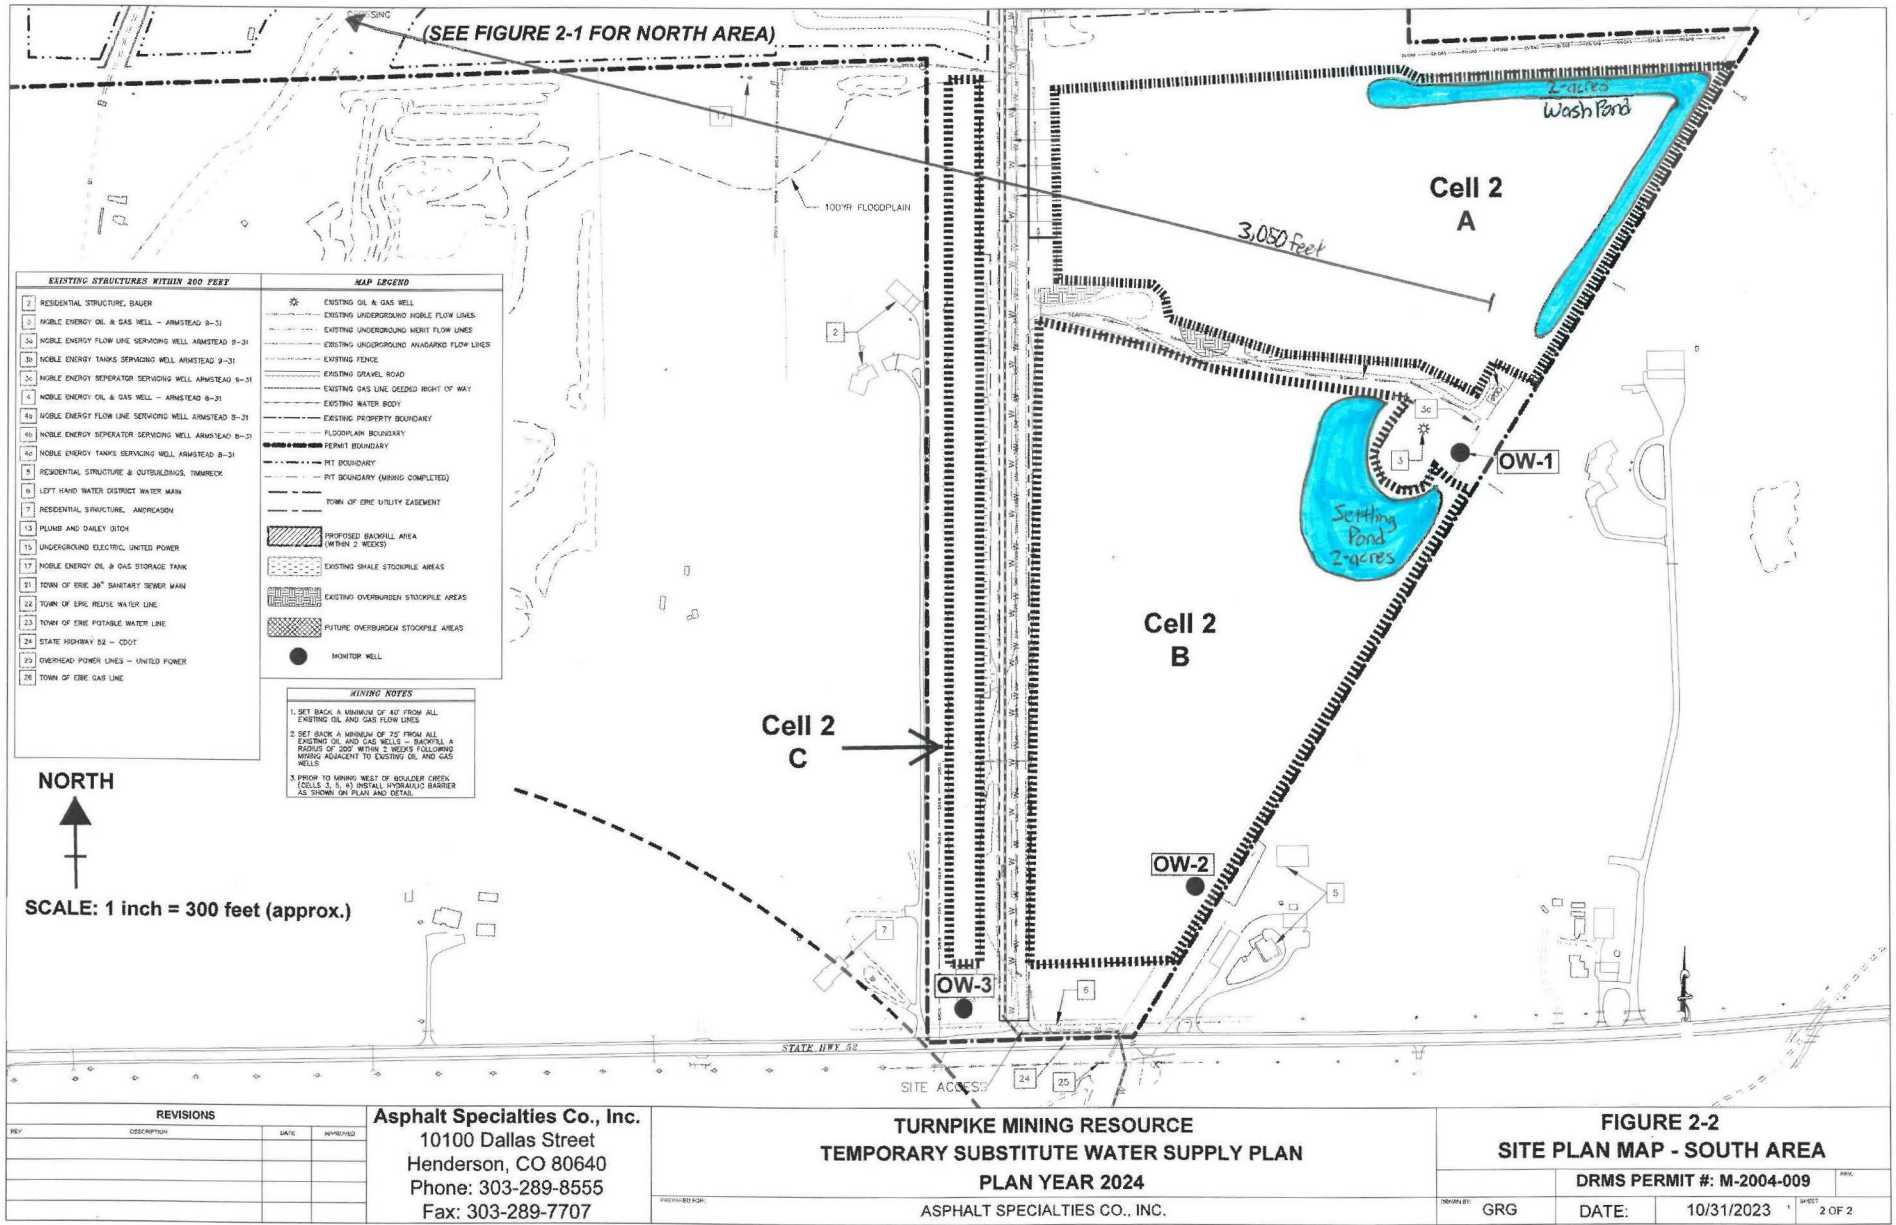 (SEE FIGURE 2-1 FOR NORTH AREA)
2-acres
Wash Pond
17
Cell 2
A
100YR FLOODPLAIN
3,050 feet
EXISTING STRUCTURES WITHIN 200 FEET
2 RESIDENTIAL STRUCTURE, BAUER
3 NOBLE ENERGY OIL & GAS WELL - ARMSTEAD 9-31
3a NOBLE ENERGY FLOW LINE SERVICING WELL ARMSTEAD 9-31
3b NOBLE ENERGY TANKS SERVICING WELL ARMSTEAD 9-31
3c NOBLE ENERGY SEPERATOR SERVICING WELL ARMSTEAD 9-31
4 NOBLE ENERGY OIL & GAS WELL - ARMSTEAD 8-31
4a NOBLE ENERGY FLOW LINE SERVICING WELL ARMSTEAD 8-31
4b NOBLE ENERGY SEPERATOR SERVICING WELL ARMSTEAD 8-31
NOBLE ENERGY TANKS SERVICING WELL ARMSTEAD 8-31
5 RESIDENTIAL STRUCTURE & OUTBUILDINGS, TIMMRECK
6 LEFT HAND WATER DISTRICT WATER MAIN
7 RESIDENTIAL STRUCTURE, ANDREASON
13 PLUMB AND DAILEY DITCH
15 UNDERGROUND ELECTRIC, UNITED POWER
17 NOBLE ENERGY OIL & GAS STORAGE TANK
21 TOWN OF ERIE 36" SANITARY SEWER MAIN
22 TOWN OF ERIE REUSE WATER LINE
23 TOWN OF ERIE POTABLE WATER LINE
24 STATE HIGHWAY 52 - CDOT
25 OVERHEAD POWER LINES - UNITED POWER
26 TOWN OF ERIE GAS LINE
MAP LEGEND
EXISTING OIL & GAS WELL
EXISTING UNDERGROUND NOBLE FLOW LINES
EXISTING UNDERGROUND MERIT FLOW LINES
EXISTING UNDERGROUND ANADARKO FLOW LINES
EXISTING FENCE
EXISTING GRAVEL ROAD
EXISTING GAS LINE DEEDED RIGHT OF WAY
EXISTING WATER BODY
EXISTING PROPERTY BOUNDARY
FLOODPLAIN BOUNDARY
PERMIT BOUNDARY
PIT BOUNDARY
PIT BOUNDARY (MINING COMPLETED)
TOWN OF ERIE UTILITY EASEMENT
PROPOSED BACKFILL AREA
(WITHIN 2 WEEKS)
EXISTING SHALE STOCKPILE AREAS
EXISTING OVERBURDEN STOCKPILE AREAS
FUTURE OVERBURDEN STOCKPILE AREAS
MONITOR WELL
MINING NOTES
1. SET BACK A MINIMUM OF 40' FROM ALL
EXISTING OIL AND GAS FLOW LINES
2. SET BACK A MINIMUM OF 75' FROM ALL
EXISTING OIL AND GAS WELLS - BACKFILL A
RADIUS OF 200' WITHIN 2 WEEKS FOLLOWING
MINING ADJACENT TO EXISTING OIL AND GAS
WELLS
3. PRIOR TO MINING WEST OF BOULDER CREEK
(CELLS 3, 5, 6) INSTALL HYDRAULIC BARRIER
AS SHOWN ON PLAN AND DETAIL
2
3c
3
OW-1
Settling
Pond
2-acres
Cell 2
B
Cell 2
C
NORTH
SCALE: 1 inch = 300 feet (approx.)
OW-2
5
7
OW-3
6
STATE HWY 52
SITE ACCESS
24
25
REVISIONS
REV
DESCRIPTION
DATE
APPROVED
Asphalt Specialties Co., Inc.
10100 Dallas Street
Henderson, CO 80640
Phone: 303-289-8555
Fax: 303-289-7707
TURNPIKE MINING RESOURCE
TEMPORARY SUBSTITUTE WATER SUPPLY PLAN
PLAN YEAR 2024
PREPARED FOR:
ASPHALT SPECIALTIES CO., INC.
FIGURE 2-2
SITE PLAN MAP - SOUTH AREA
DRMS PERMIT #: M-2004-009
REV.
DRAWN BY:
GRG
DATE:
10/31/2023
SHEET
2 OF 2